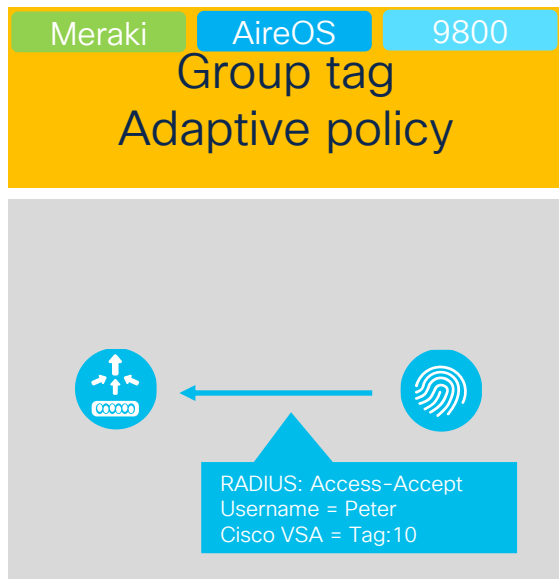 Meraki AireOS 9800
Group tag
Adaptive policy
RADIUS: Access-Accept
Username = Peter
Cisco VSA = Tag:10